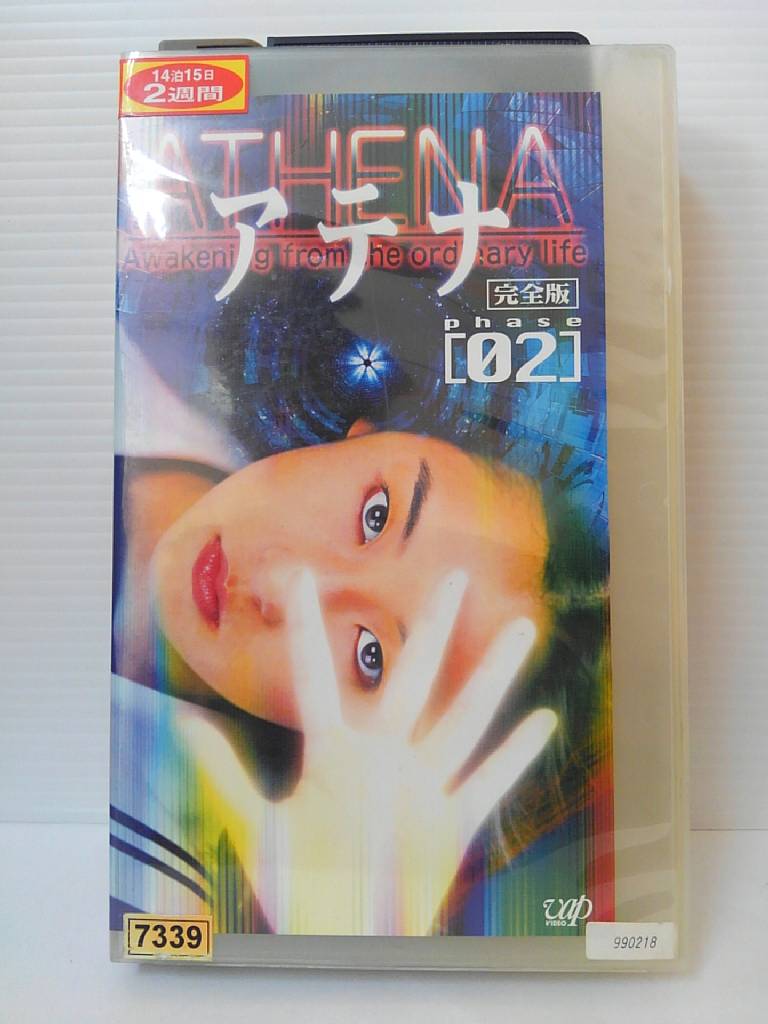 14泊15日
2週間
ATHENA
アテナ
Awakening from the ordinary life
完全版
phase
[02]
vap
VIDEO
7339
990218